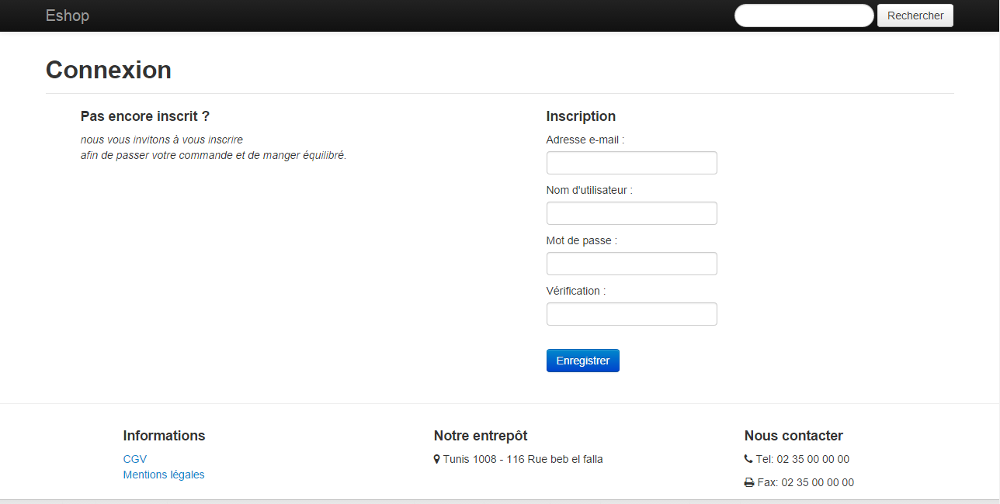 Eshop
Rechercher
Connexion
Pas encore inscrit ?
nous vous invitons à vous inscrire
afin de passer votre commande et de manger équilibré.
Inscription
Adresse e-mail :
Nom d'utilisateur :
Mot de passe :
Vérification :
Enregistrer
Informations
CGV
Mentions légales
Notre entrepôt
Tunis 1008 - 116 Rue beb el falla
Nous contacter
Tel: 02 35 00 00 00
Fax: 02 35 00 00 00